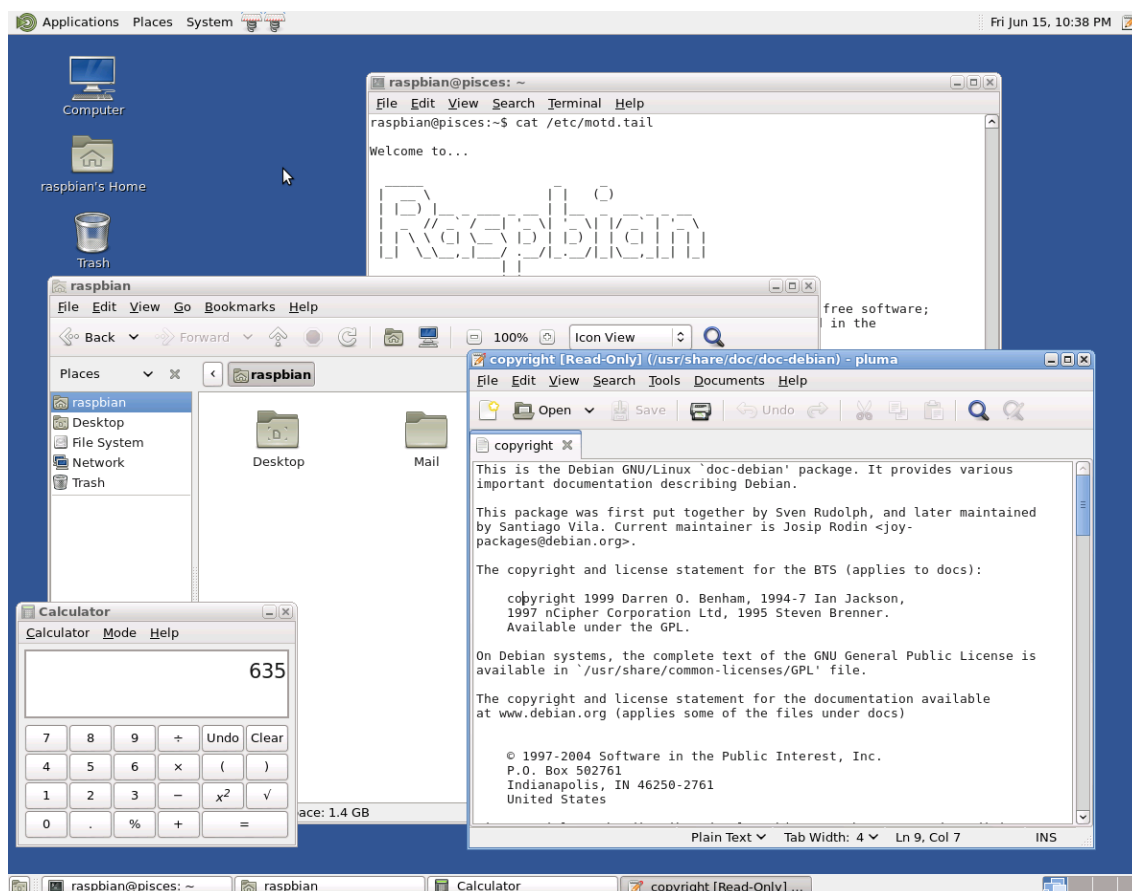 Applications Places System
Fri Jun 15, 10:38 PM
Computer
raspbian's Home
Trash
raspbian@pisces: ~
File Edit View Search Terminal Help
raspbian@pisces:~$ cat /etc/motd.tail
Welcome to...
Raspbian
free software;
in the
raspbian
File Edit View Go Bookmarks Help
Back Forward 100% Icon View
Places raspbian
raspbian
Desktop
File System
Network
Trash
Desktop Mail
ace: 1.4 GB
copyright [Read-Only] (/usr/share/doc/doc-debian) - pluma
File Edit View Search Tools Documents Help
Open Save Undo
copyright
This is the Debian GNU/Linux `doc-debian' package. It provides various
important documentation describing Debian.
This package was first put together by Sven Rudolph, and later maintained
by Santiago Vila. Current maintainer is Josip Rodin <joy-
packages@debian.org>.
The copyright and license statement for the BTS (applies to docs):
copyright 1999 Darren O. Benham, 1994-7 Ian Jackson,
1997 nCipher Corporation Ltd, 1995 Steven Brenner.
Available under the GPL.
On Debian systems, the complete text of the GNU General Public License is
available in `/usr/share/common-licenses/GPL' file.
The copyright and license statement for the documentation available
at www.debian.org (applies some of the files under docs)
© 1997-2004 Software in the Public Interest, Inc.
P.O. Box 502761
Indianapolis, IN 46250-2761
United States
Plain Text Tab Width: 4 Ln 9, Col 7 INS
Calculator
Calculator Mode Help
635
7 8 9 ÷ Undo Clear
4 5 6 × ( )
1 2 3 − x² √
0 . % + =
raspbian@pisces: ~ raspbian Calculator copyright [Read-Only] ...